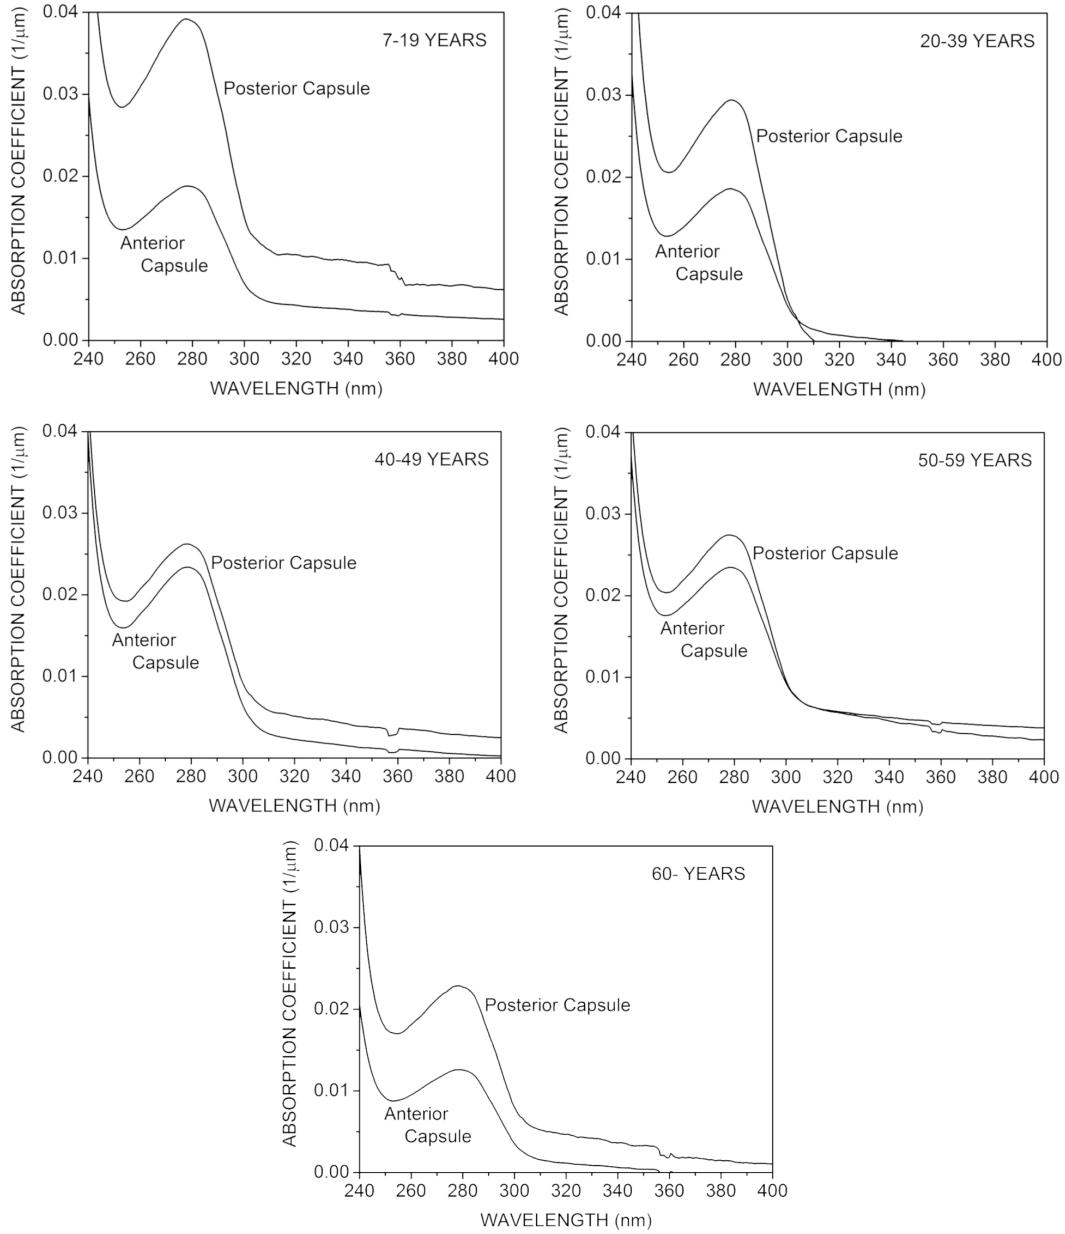 7-19 YEARS
ABSORPTION COEFFICIENT (1/μm)
0.04
0.03
0.02
0.01
0.00
Posterior Capsule
Anterior
Capsule
240 260 280 300 320 340 360 380 400
WAVELENGTH (nm)
20-39 YEARS
ABSORPTION COEFFICIENT (1/μm)
0.04
0.03
0.02
0.01
0.00
Posterior Capsule
Anterior
Capsule
240 260 280 300 320 340 360 380 400
WAVELENGTH (nm)
40-49 YEARS
ABSORPTION COEFFICIENT (1/μm)
0.04
0.03
0.02
0.01
0.00
Posterior Capsule
Anterior
Capsule
240 260 280 300 320 340 360 380 400
WAVELENGTH (nm)
50-59 YEARS
ABSORPTION COEFFICIENT (1/μm)
0.04
0.03
0.02
0.01
0.00
Posterior Capsule
Anterior
Capsule
240 260 280 300 320 340 360 380 400
WAVELENGTH (nm)
60- YEARS
ABSORPTION COEFFICIENT (1/μm)
0.04
0.03
0.02
0.01
0.00
Posterior Capsule
Anterior
Capsule
240 260 280 300 320 340 360 380 400
WAVELENGTH (nm)